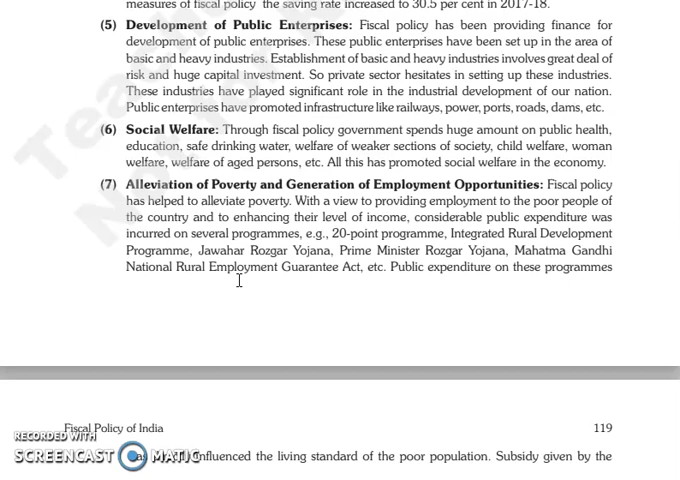 measures of fiscal policy the saving rate increased to 30.5 per cent in 2017-18.
(5) Development of Public Enterprises: Fiscal policy has been providing finance for
development of public enterprises. These public enterprises have been set up in the area of
basic and heavy industries. Establishment of basic and heavy industries involves great deal of
risk and huge capital investment. So private sector hesitates in setting up these industries.
These industries have played significant role in the industrial development of our nation.
Public enterprises have promoted infrastructure like railways, power, ports, roads, dams, etc.
(6) Social Welfare: Through fiscal policy government spends huge amount on public health,
education, safe drinking water, welfare of weaker sections of society, child welfare, woman
welfare, welfare of aged persons, etc. All this has promoted social welfare in the economy.
(7) Alleviation of Poverty and Generation of Employment Opportunities: Fiscal policy
has helped to alleviate poverty. With a view to providing employment to the poor people of
the country and to enhancing their level of income, considerable public expenditure was
incurred on several programmes, e.g., 20-point programme, Integrated Rural Development
Programme, Jawahar Rozgar Yojana, Prime Minister Rozgar Yojana, Mahatma Gandhi
National Rural Employment Guarantee Act, etc. Public expenditure on these programmes
Fiscal Policy of India 119
RECORDED WITH
SCREENCAST MATIC
influenced the living standard of the poor population. Subsidy given by the